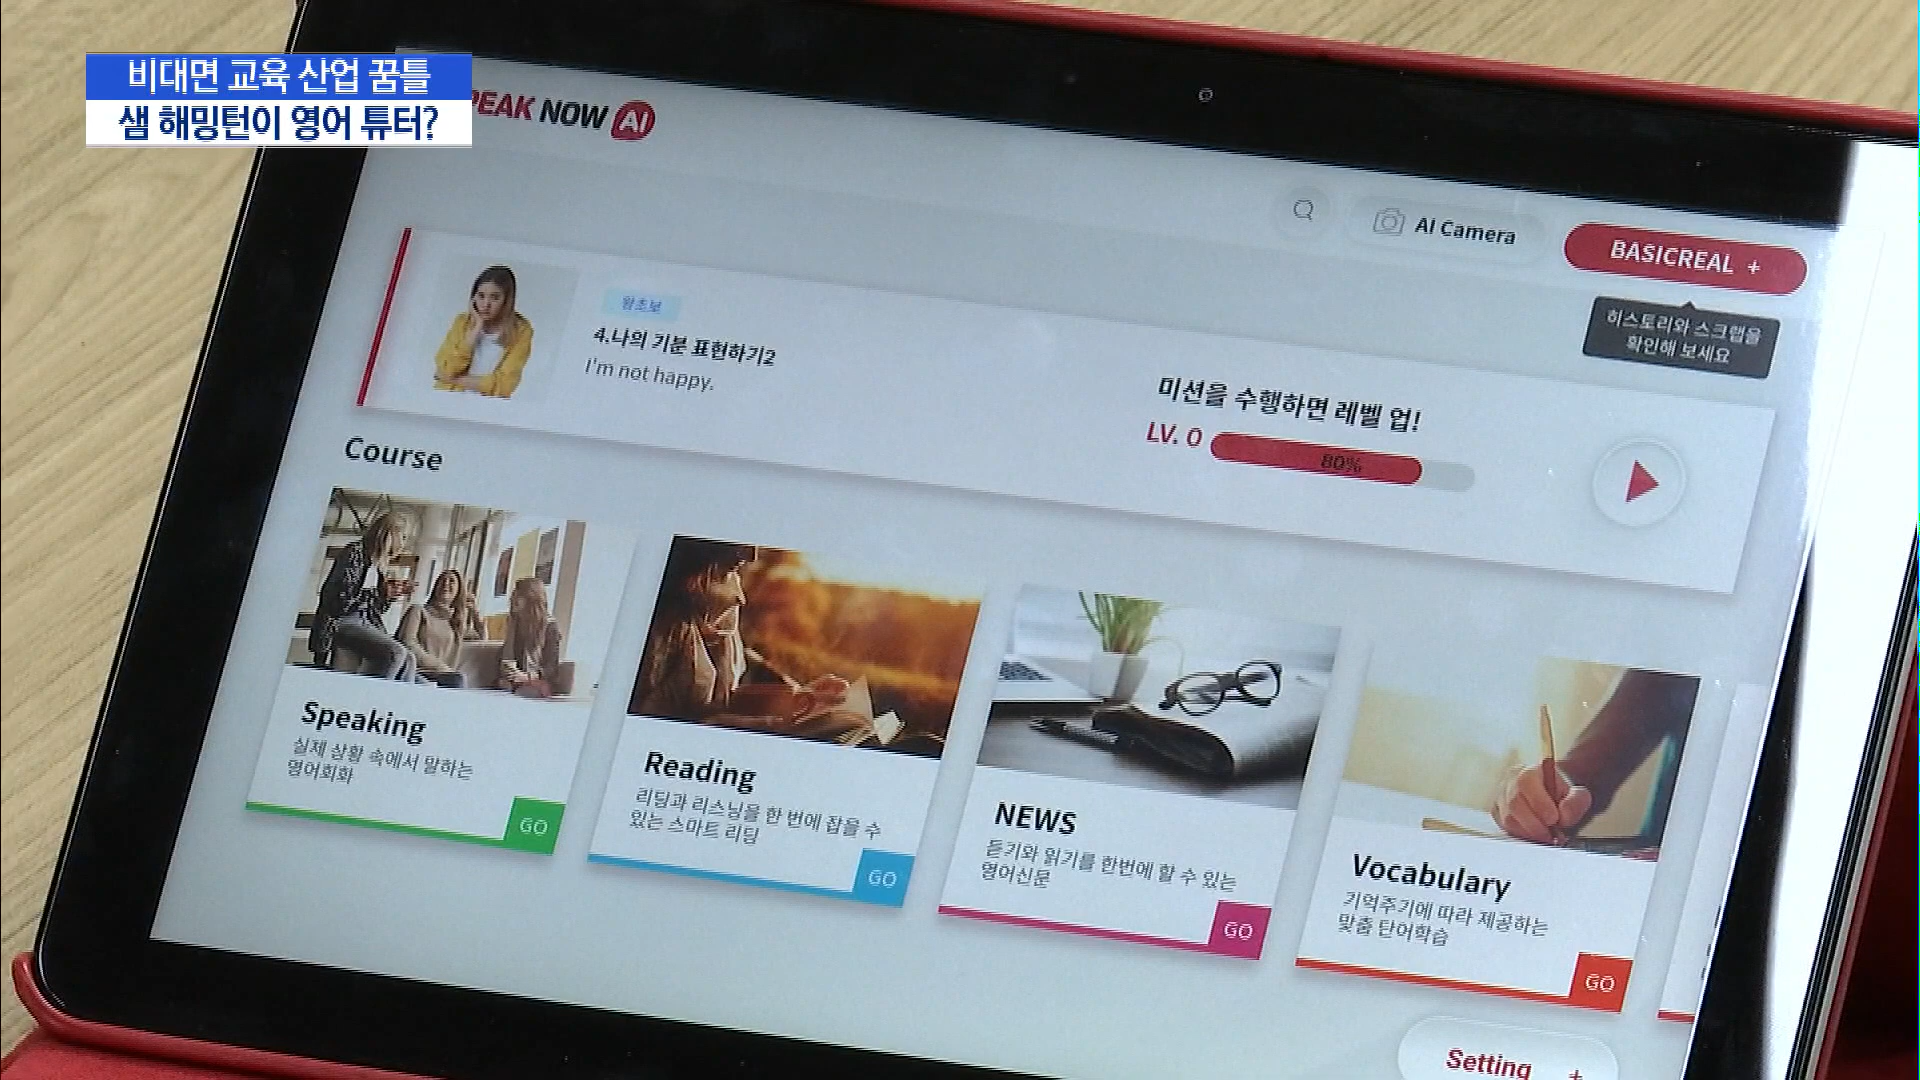 비대면 교육 산업 꿈틀
샘 해밍턴이 영어 튜터?
PEAK NOW AI
AI Camera
BASICREAL +
히스토리와 스크랩을
확인해 보세요
왕초보
4.나의 기분 표현하기2
I'm not happy.
미션을 수행하면 레벨 업!
LV. 0
80%
Course
Speaking
실제 상황 속에서 말하는
영어회화
GO
Reading
리딩과 리스닝을 한 번에 잡을 수
있는 스마트 리딩
GO
NEWS
듣기와 읽기를 한번에 할 수 있는
영어신문
GO
Vocabulary
기억주기에 따라 제공하는
맞춤 단어학습
GO
Setting +